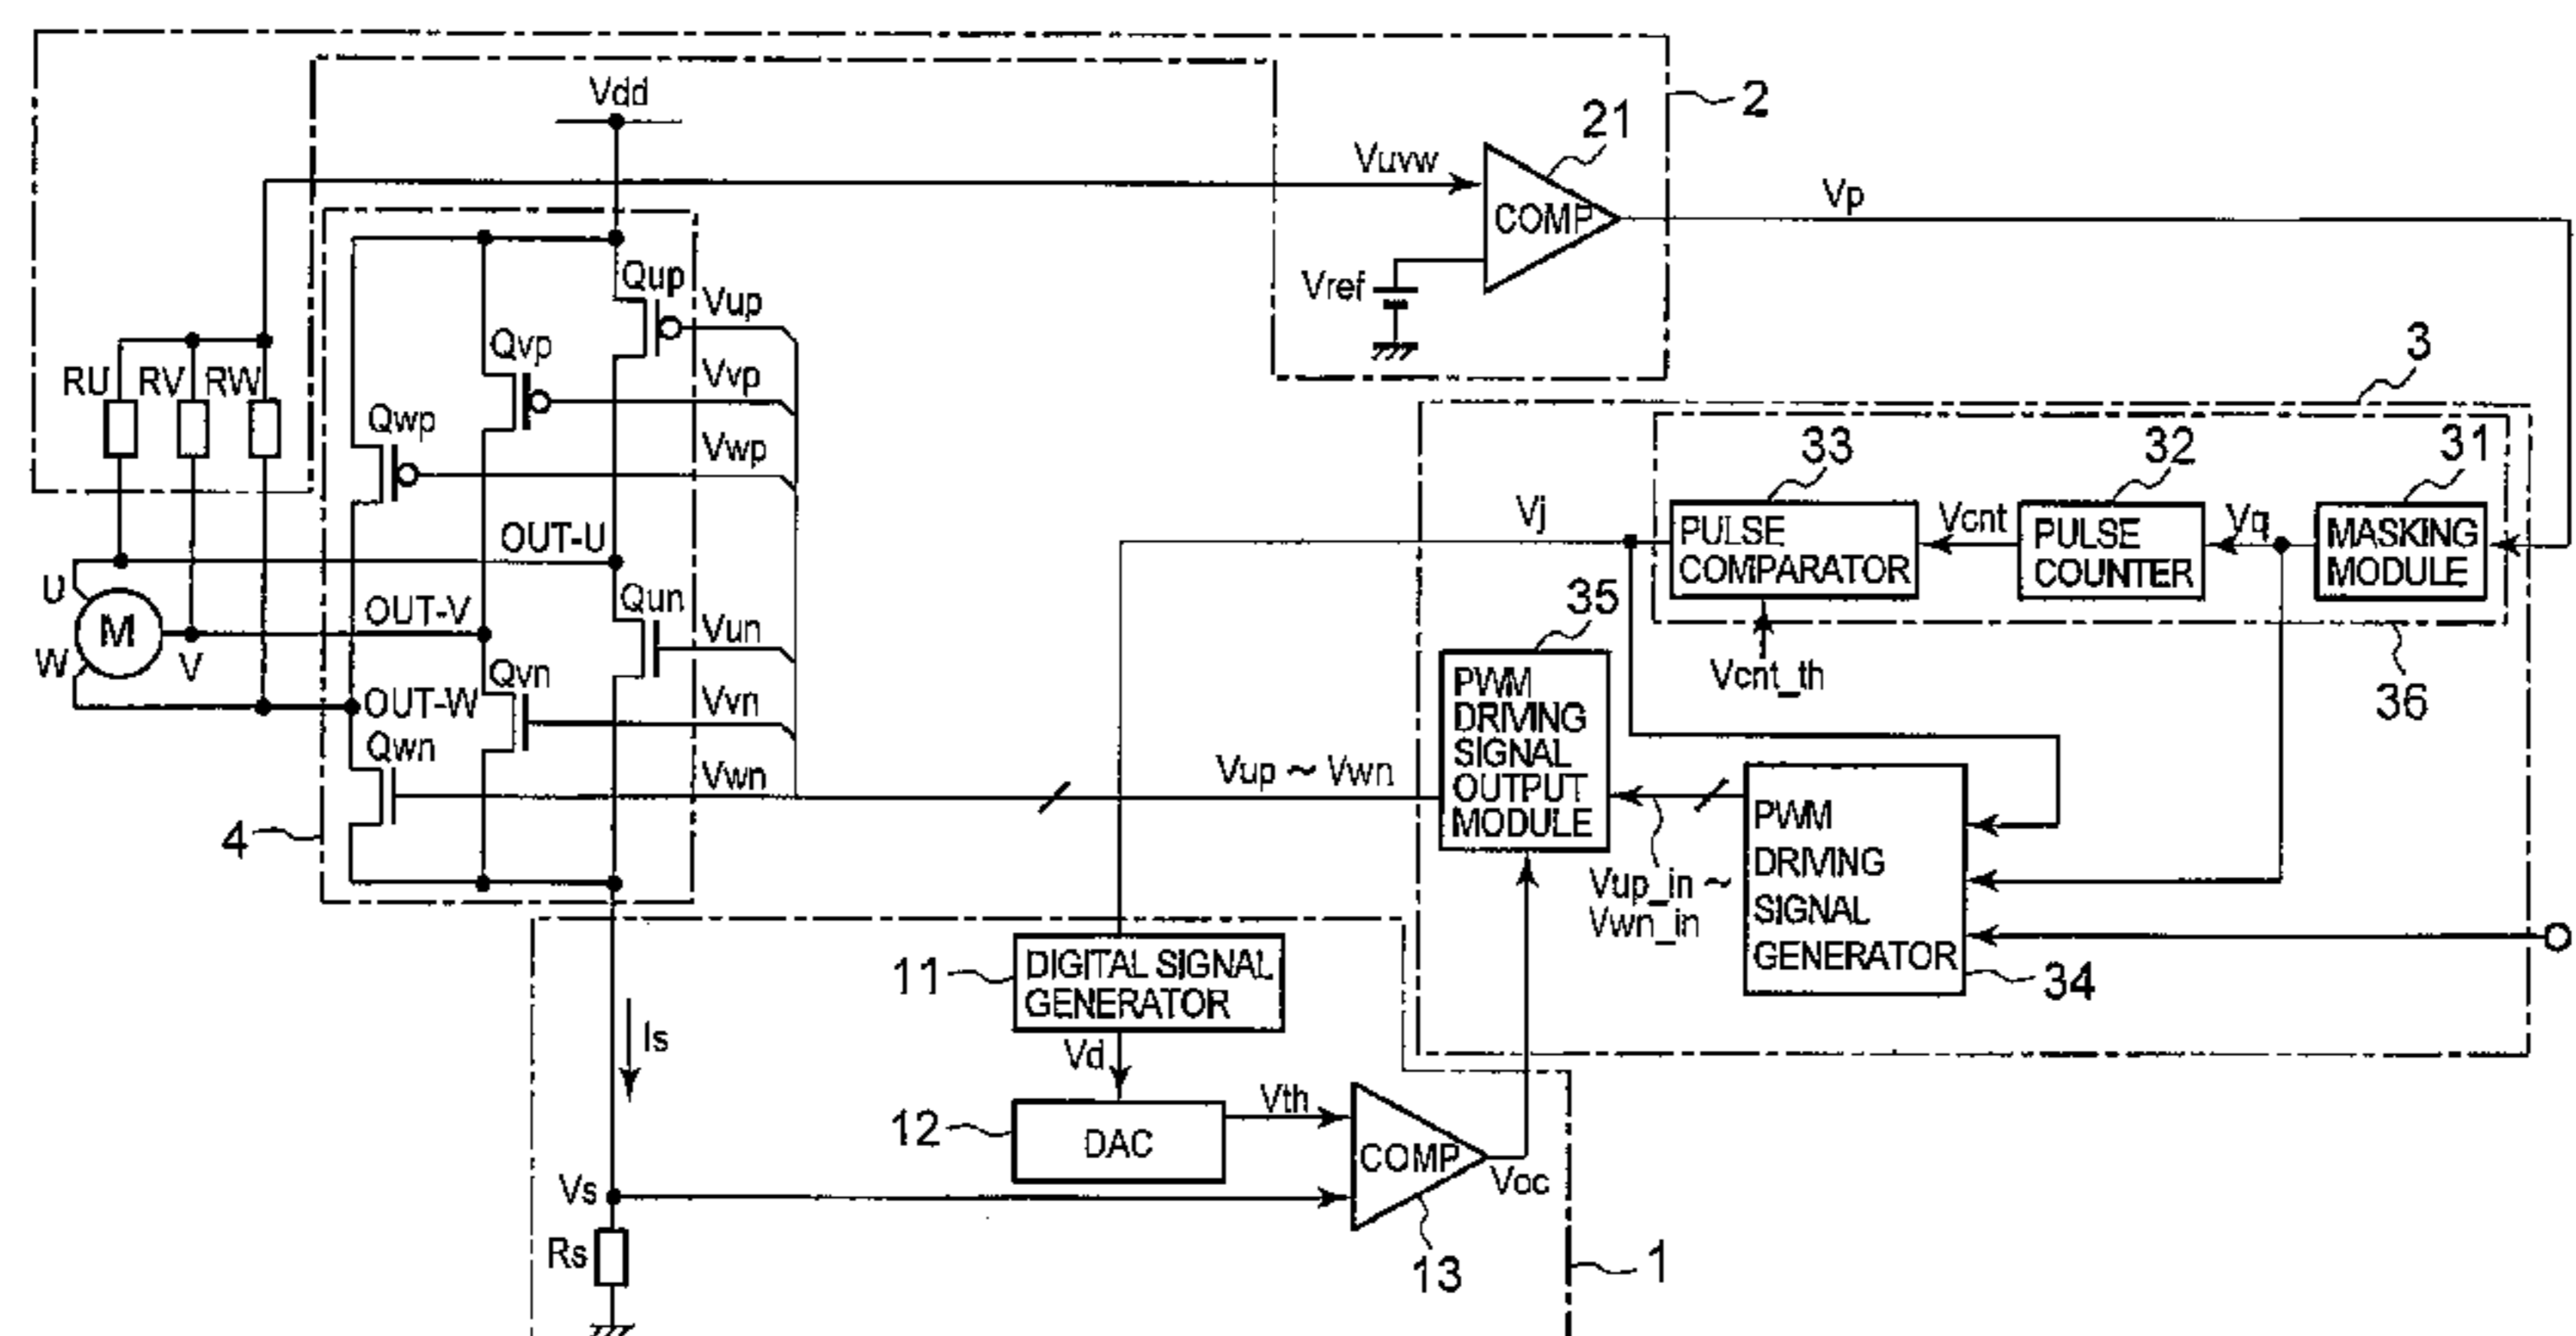 Vdd
2
21
Vuvw
COMP
Vp
Vref
Qup
Vup
Qvp
Vvp
RU
RV
RW
Qwp
Vwp
3
33
32
31
OUT-U
Vj
PULSE
COMPARATOR
Vcnt
PULSE
COUNTER
Vq
MASKING
MODULE
U
M
OUT-V
Qun
Vun
35
W
V
Qvn
Vcnt_th
36
OUT-W
Vvn
PWM
DRIVING
SIGNAL
OUTPUT
MODULE
Qwn
Vwn
Vup ~ Vwn
4
Vup_in ~
Vwn_in
PWM
DRIVING
SIGNAL
GENERATOR
34
11
DIGITAL SIGNAL
GENERATOR
Is
Vd
12
DAC
Vth
COMP
Voc
Vs
Rs
13
1